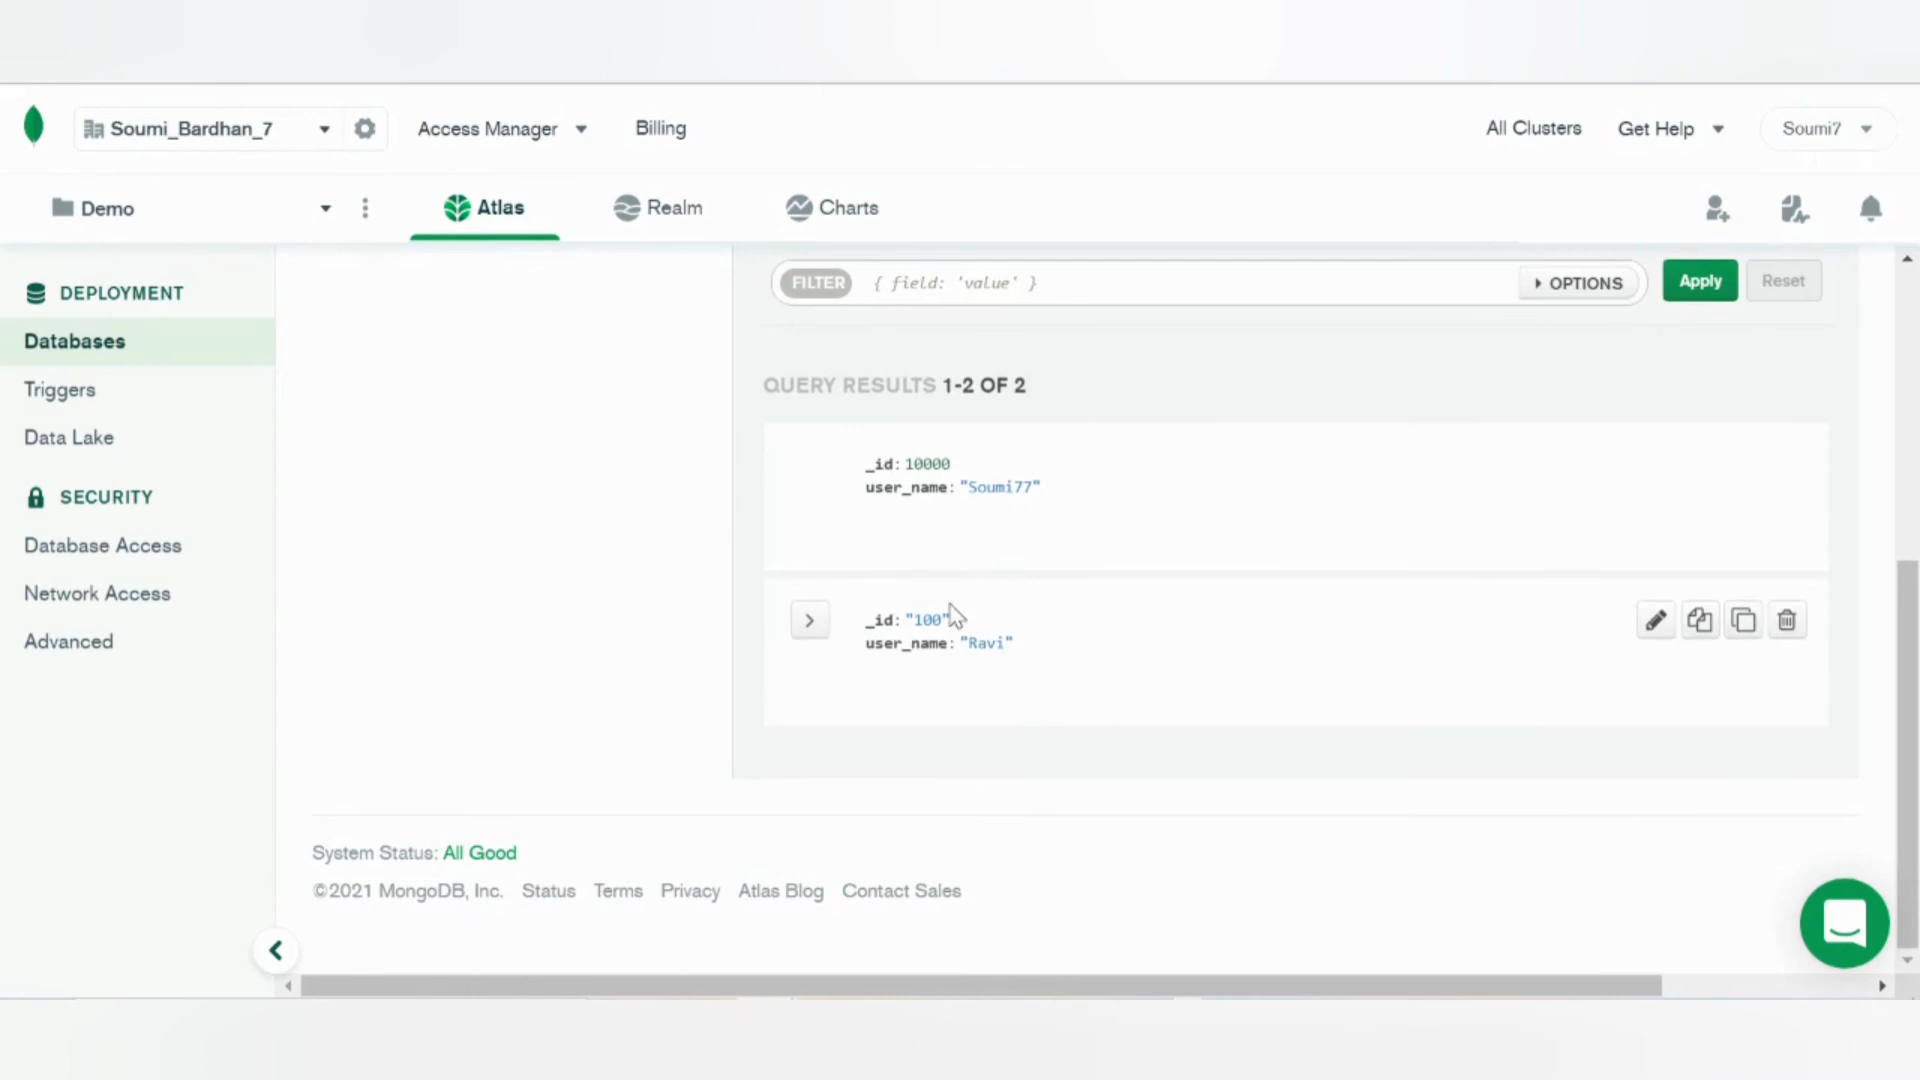 Soumi_Bardhan_7
Access Manager
Billing
All Clusters
Get Help
Soumi7
Demo
Atlas
Realm
Charts
DEPLOYMENT
Databases
Triggers
Data Lake
SECURITY
Database Access
Network Access
Advanced
FILTER { field: 'value' }
OPTIONS
Apply
Reset
QUERY RESULTS 1-2 OF 2
_id: 10000
user_name: "Soumi77"
_id: "100"
user_name: "Ravi"
System Status: All Good
©2021 MongoDB, Inc. Status Terms Privacy Atlas Blog Contact Sales